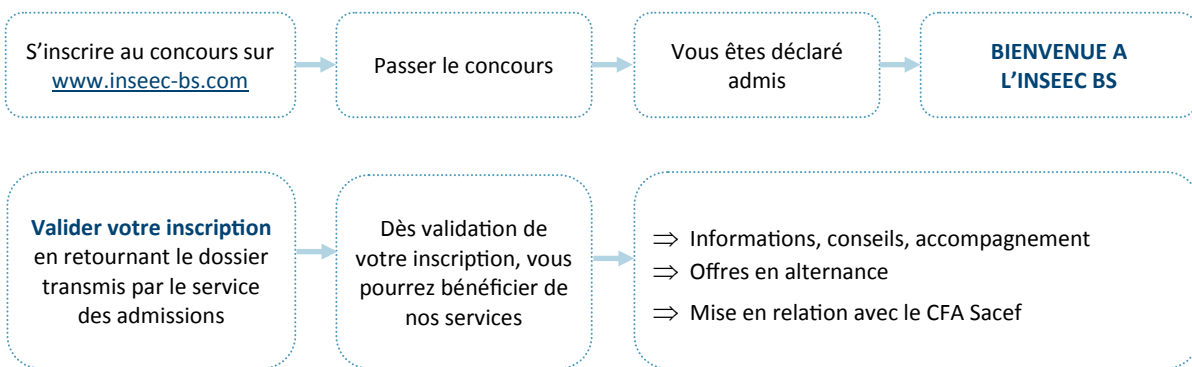 S’inscrire au concours sur
www.inseec-bs.com
Passer le concours
Vous êtes déclaré
admis
BIENVENUE A
L’INSEEC BS
Valider votre inscription
en retournant le dossier
transmis par le service
des admissions
Dès validation de
votre inscription, vous
pourrez bénéficier de
nos services
⇒ Informations, conseils, accompagnement
⇒ Offres en alternance
⇒ Mise en relation avec le CFA Sacef